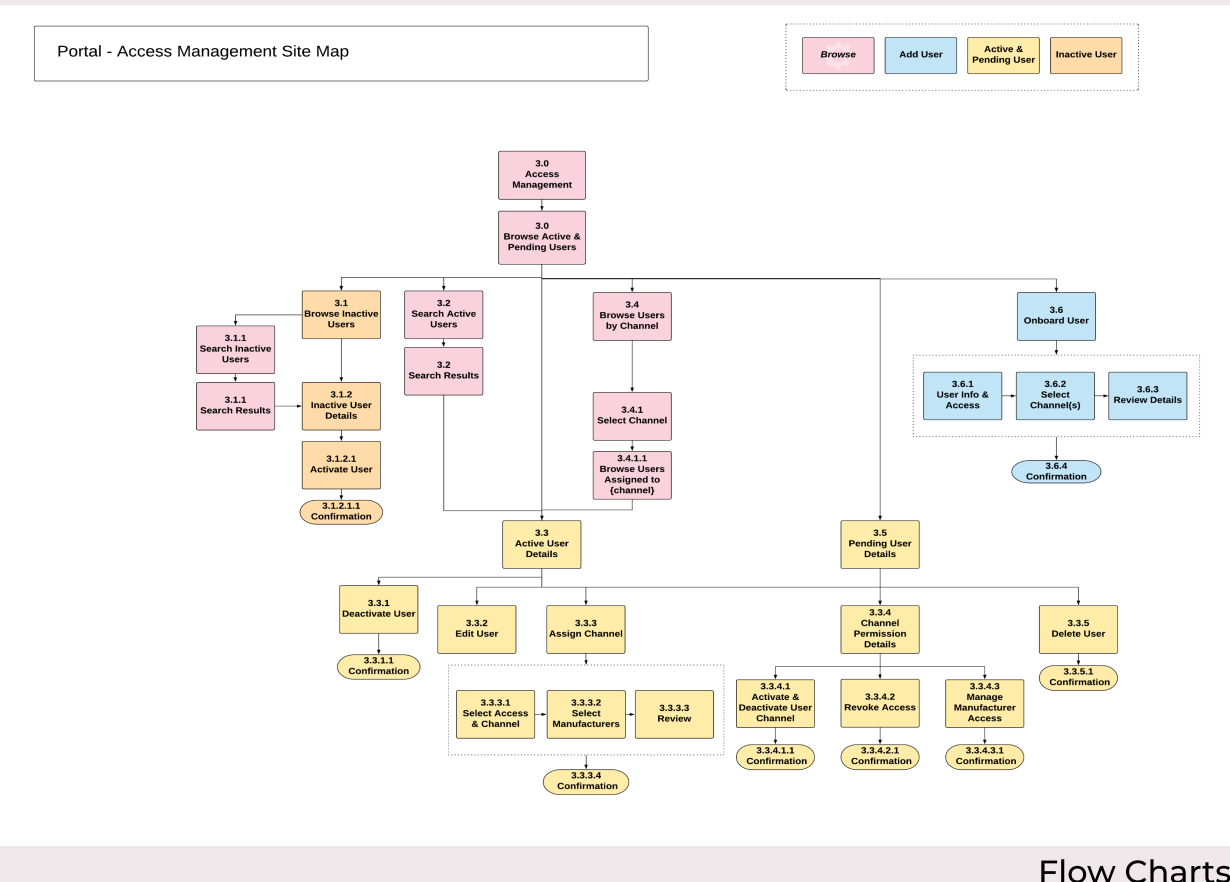 Portal - Access Management Site Map
Browse
Add User
Active &
Pending User
Inactive User
3.0
Access
Management
3.0
Browse Active &
Pending Users
3.1
Browse Inactive
Users
3.2
Search Active
Users
3.4
Browse Users
by Channel
3.6
Onboard User
3.1.1
Search Inactive
Users
3.2
Search Results
3.1.1
Search Results
3.1.2
Inactive User
Details
3.4.1
Select Channel
3.6.1
User Info &
Access
3.6.2
Select
Channel(s)
3.6.3
Review Details
3.1.2.1
Activate User
3.4.1.1
Browse Users
Assigned to
{channel}
3.6.4
Confirmation
3.1.2.1.1
Confirmation
3.3
Active User
Details
3.5
Pending User
Details
3.3.1
Deactivate User
3.3.2
Edit User
3.3.3
Assign Channel
3.3.4
Channel
Permission
Details
3.3.5
Delete User
3.3.1.1
Confirmation
3.3.5.1
Confirmation
3.3.3.1
Select Access
& Channel
3.3.3.2
Select
Manufacturers
3.3.3.3
Review
3.3.4.1
Activate &
Deactivate User
Channel
3.3.4.2
Revoke Access
3.3.4.3
Manage
Manufacturer
Access
3.3.4.1.1
Confirmation
3.3.4.2.1
Confirmation
3.3.4.3.1
Confirmation
3.3.3.4
Confirmation
Flow Charts